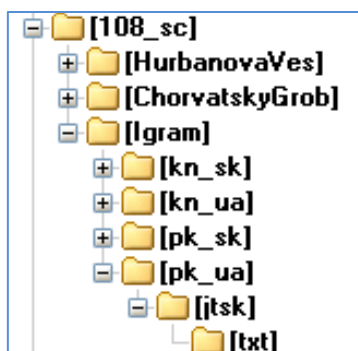 [108_sc]
[HurbanovaVes]
[ChorvatskyGrob]
[Igram]
[kn_sk]
[kn_ua]
[pk_sk]
[pk_ua]
[jtsk]
[txt]